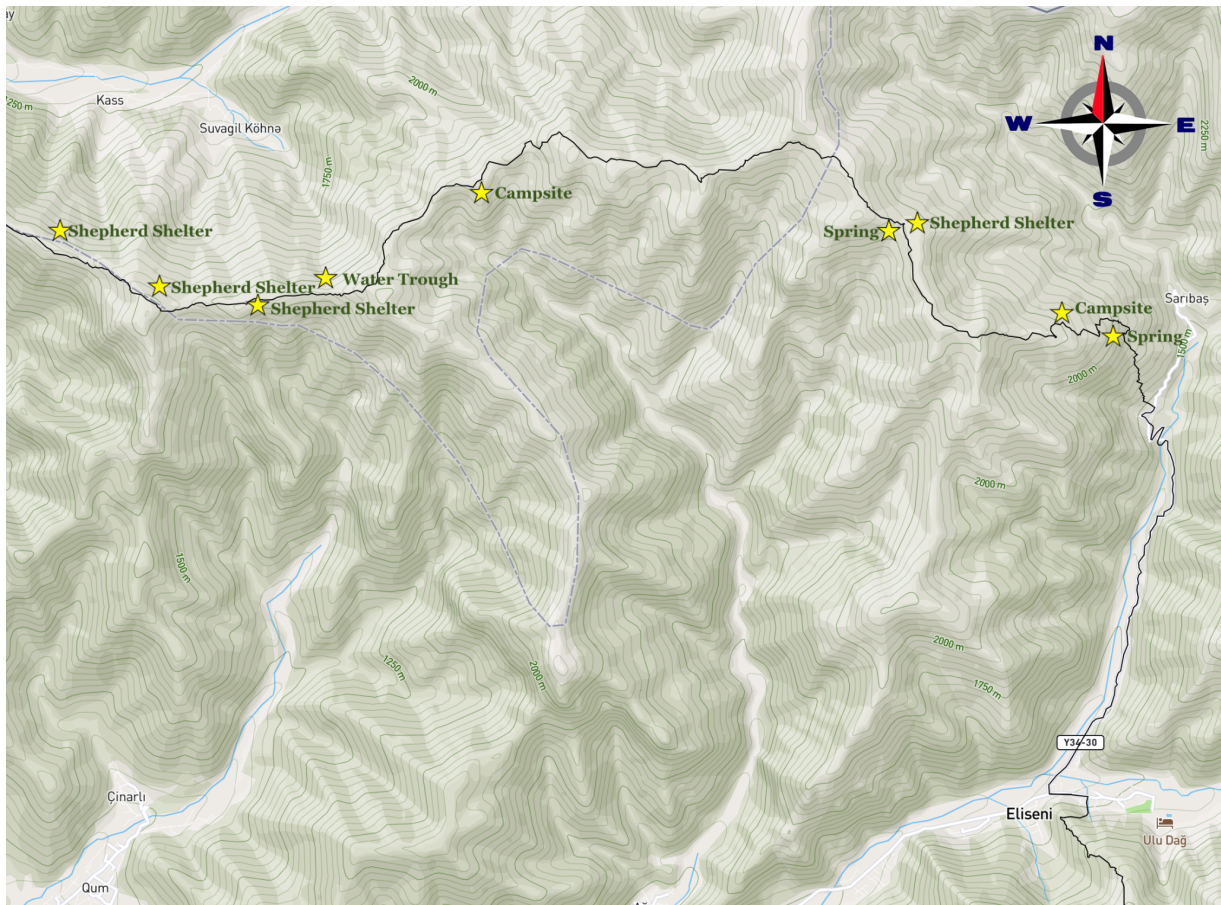 ay
N
2000 m
Kass
1250 m
Suvagil Köhnə
W
E
2250 m
1750 m
Campsite
S
Shepherd Shelter
Spring
Shepherd Shelter
Water Trough
Shepherd Shelter
Shepherd Shelter
Sarıbaş
Campsite
Spring
1500 m
2000 m
2000 m
1500 m
2000 m
1250 m
2000 m
1750 m
Y34-30
Çinarlı
Eliseni
Ulu Dağ
Qum